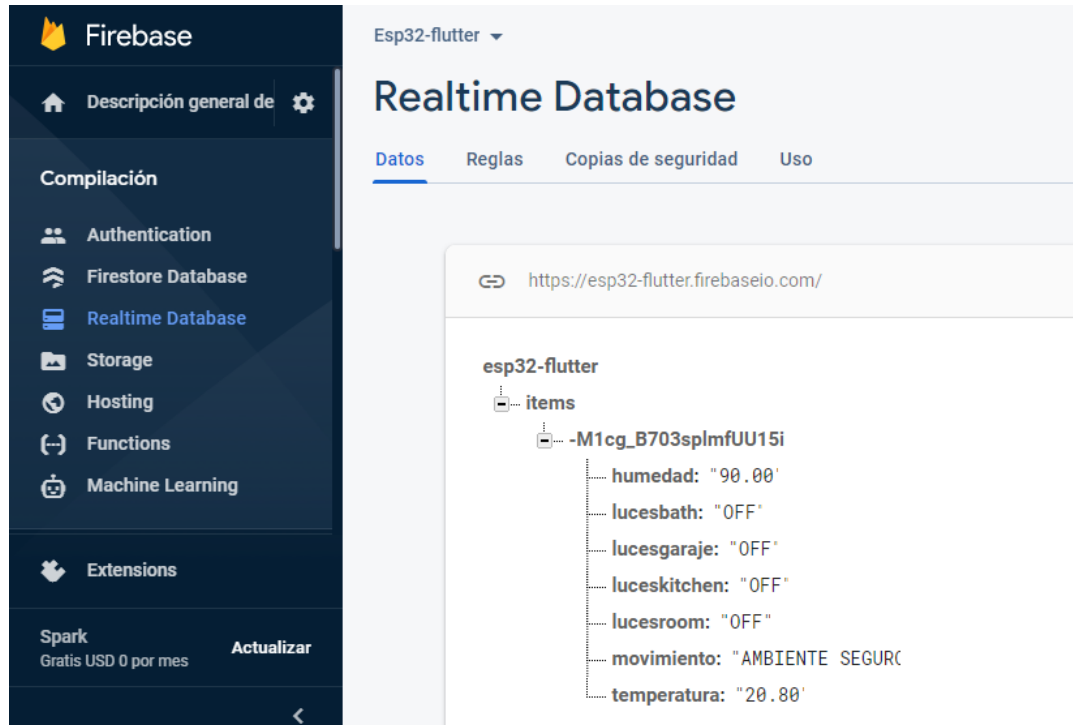 Firebase
Descripción general de
Compilación
Authentication
Firestore Database
Realtime Database
Storage
Hosting
Functions
Machine Learning
Extensions
Spark
Gratis USD 0 por mes
Actualizar
Esp32-flutter
Realtime Database
Datos Reglas Copias de seguridad Uso
https://esp32-flutter.firebaseio.com/
esp32-flutter
items
-M1cg_B703splmfUU15i
humedad: "90.00"
lucesbath: "OFF"
lucesgaraje: "OFF"
luceskitchen: "OFF"
lucesroom: "OFF"
movimiento: "AMBIENTE SEGURO
temperatura: "20.80"